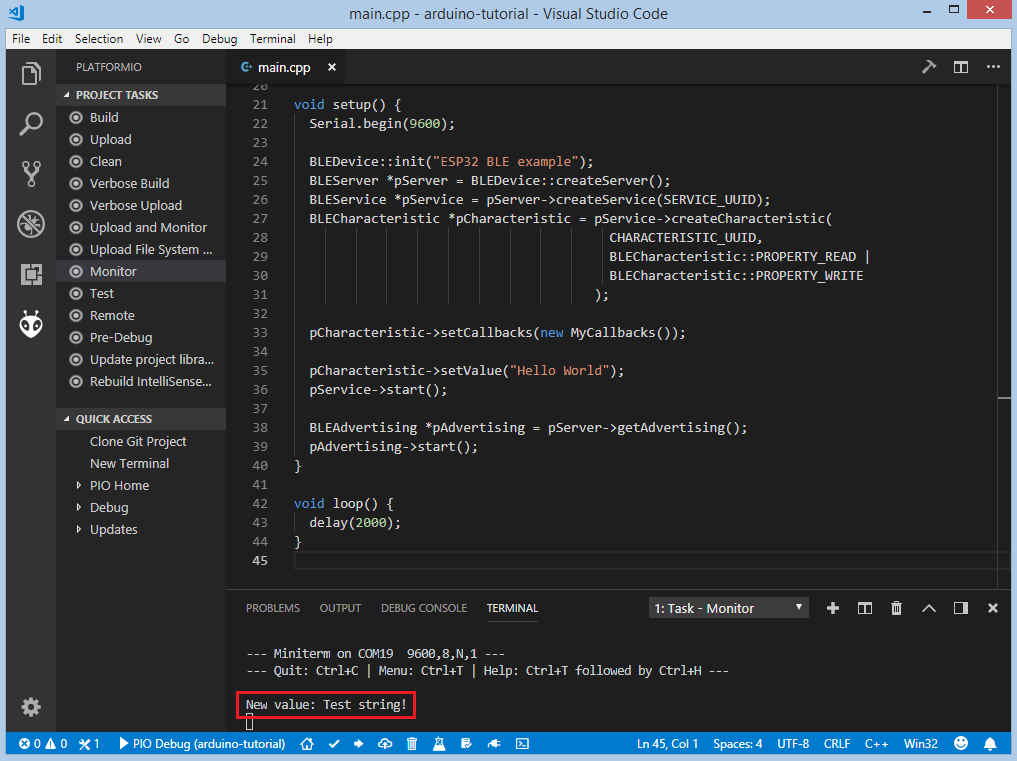 main.cpp - arduino-tutorial - Visual Studio Code
File Edit Selection View Go Debug Terminal Help
PLATFORMIO
PROJECT TASKS
Build
Upload
Clean
Verbose Build
Verbose Upload
Upload and Monitor
Upload File System ...
Monitor
Test
Remote
Pre-Debug
Update project libra...
Rebuild IntelliSense...
QUICK ACCESS
Clone Git Project
New Terminal
PIO Home
Debug
Updates
main.cpp
20
21 void setup() {
22 Serial.begin(9600);
23
24 BLEDevice::init("ESP32 BLE example");
25 BLEServer *pServer = BLEDevice::createServer();
26 BLEService *pService = pServer->createService(SERVICE_UUID);
27 BLECharacteristic *pCharacteristic = pService->createCharacteristic(
28 CHARACTERISTIC_UUID,
29 BLECharacteristic::PROPERTY_READ |
30 BLECharacteristic::PROPERTY_WRITE
31 );
32
33 pCharacteristic->setCallbacks(new MyCallbacks());
34
35 pCharacteristic->setValue("Hello World");
36 pService->start();
37
38 BLEAdvertising *pAdvertising = pServer->getAdvertising();
39 pAdvertising->start();
40 }
41
42 void loop() {
43 delay(2000);
44 }
45
PROBLEMS OUTPUT DEBUG CONSOLE TERMINAL 1: Task - Monitor
--- Miniterm on COM19  9600,8,N,1 ---
--- Quit: Ctrl+C | Menu: Ctrl+T | Help: Ctrl+T followed by Ctrl+H ---
New value: Test string!
0 0 1 PIO Debug (arduino-tutorial) Ln 45, Col 1 Spaces: 4 UTF-8 CRLF C++ Win32